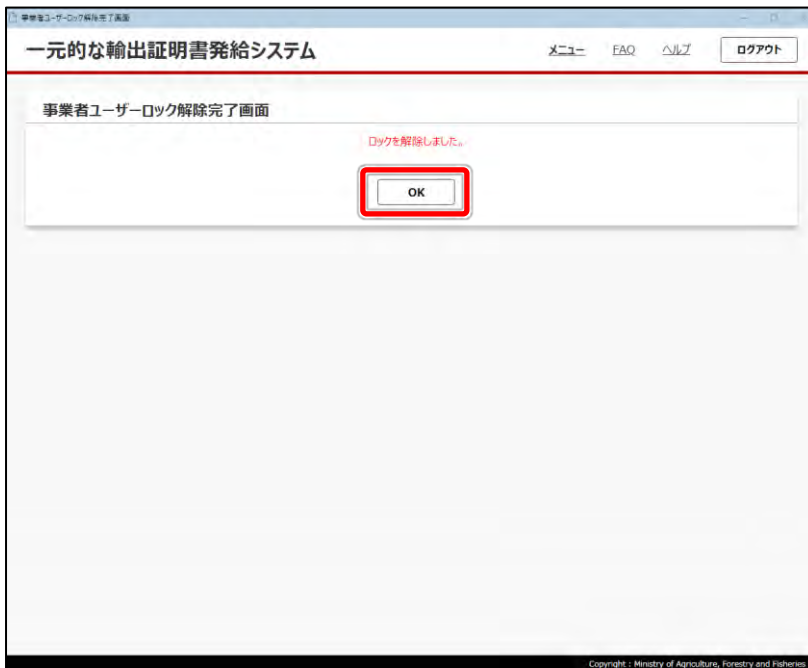 事業者ユーザーロック解除完了画面
一元的な輸出証明書発給システム
メニュー FAQ ヘルプ ログアウト
事業者ユーザーロック解除完了画面
ロックを解除しました。
OK
Copyright : Ministry of Agriculture, Forestry and Fisheries